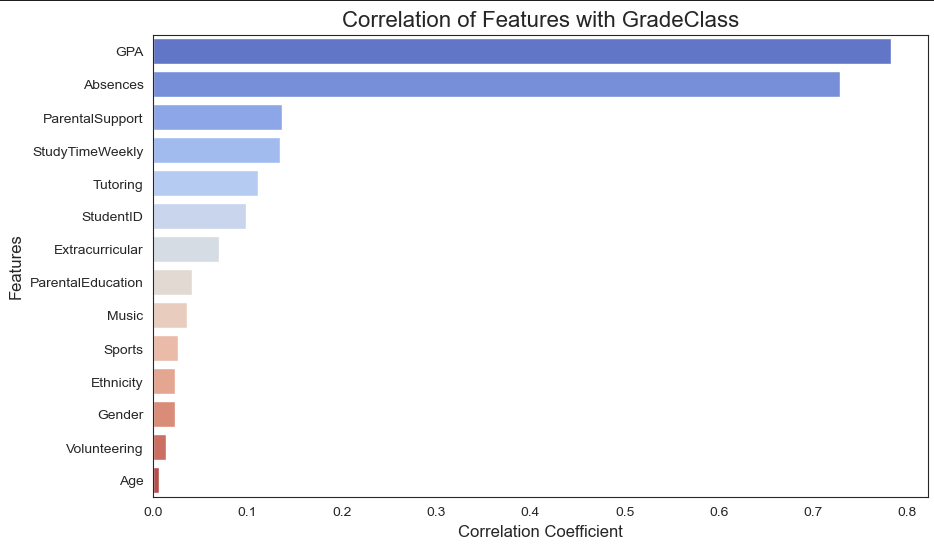 Correlation of Features with GradeClass
GPA
Absences
ParentalSupport
StudyTimeWeekly
Tutoring
StudentID
Extracurricular
ParentalEducation
Music
Sports
Ethnicity
Gender
Volunteering
Age
Features
0.0 0.1 0.2 0.3 0.4 0.5 0.6 0.7 0.8
Correlation Coefficient